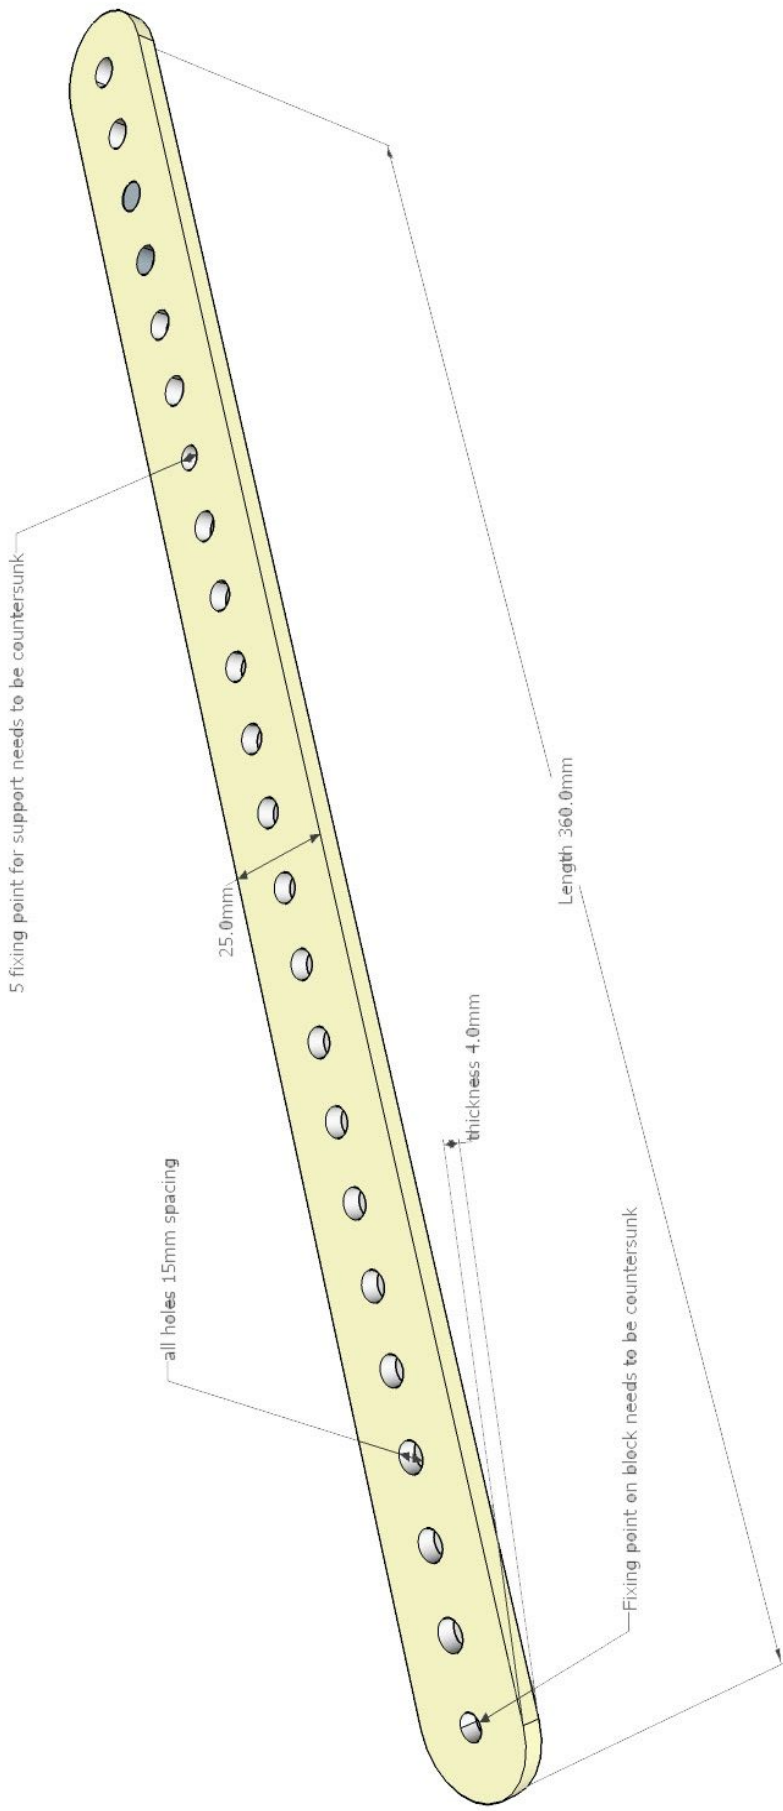 5 fixing point for support needs to be countersunk
25.0mm
Length 360.0mm
thickness 4.0mm
all holes 15mm spacing
Fixing point on block needs to be countersunk